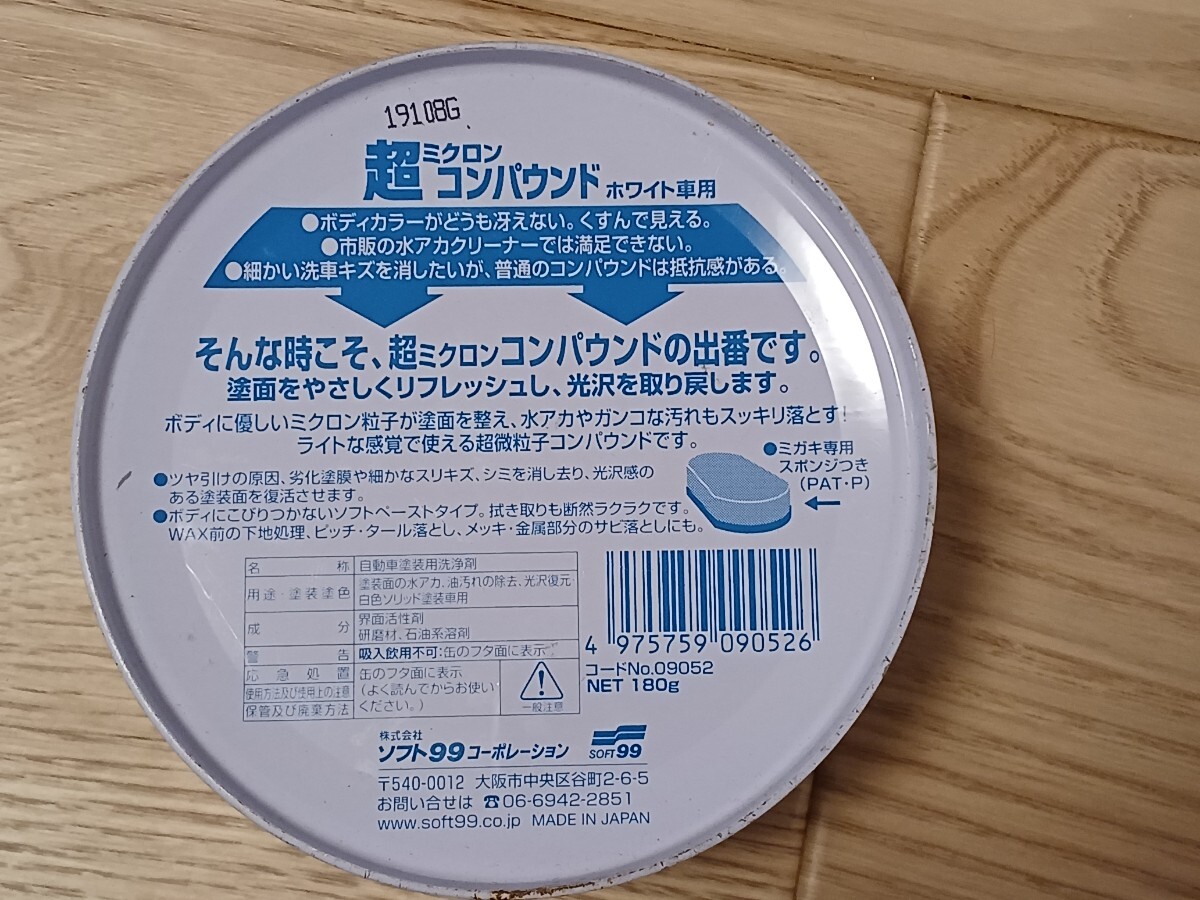 19108G
超ミクロンコンパウンド ホワイト車用
●ボディカラーがどうも冴えない。くすんで見える。
●市販の水アカクリーナーでは満足できない。
●細かい洗車キズを消したいが、普通のコンパウンドは抵抗感がある。
そんな時こそ、超ミクロンコンパウンドの出番です。
塗面をやさしくリフレッシュし、光沢を取り戻します。
ボディに優しいミクロン粒子が塗面を整え、水アカやガンコな汚れもスッキリ落とす!
ライトな感覚で使える超微粒子コンパウンドです。
●ツヤ引けの原因、劣化塗膜や細かなスリキズ、シミを消し去り、光沢感の
ある塗装面を復活させます。
●ボディにこびりつかないソフトペーストタイプ。拭き取りも断然ラクラクです。
WAX前の下地処理、ピッチ・タール落とし、メッキ・金属部分のサビ落としにも。
●ミガキ専用
スポンジつき
(PAT・P)
名称 自動車塗装用洗浄剤
用途・塗装塗色 塗装面の水アカ、油汚れの除去、光沢復元
白色ソリッド塗装車用
成分 界面活性剤
研磨材、石油系溶剤
警告 吸入飲用不可:缶のフタ面に表示
応急処置 缶のフタ面に表示
使用方法及び使用上の注意 (よく読んでからお使い
保管及び廃棄方法 ください。)
一般注意
4 975759 090526
コードNo.09052
NET 180g
株式会社
ソフト99コーポレーション SOFT99
〒540-0012 大阪市中央区谷町2-6-5
お問い合せは ☎06-6942-2851
www.soft99.co.jp MADE IN JAPAN